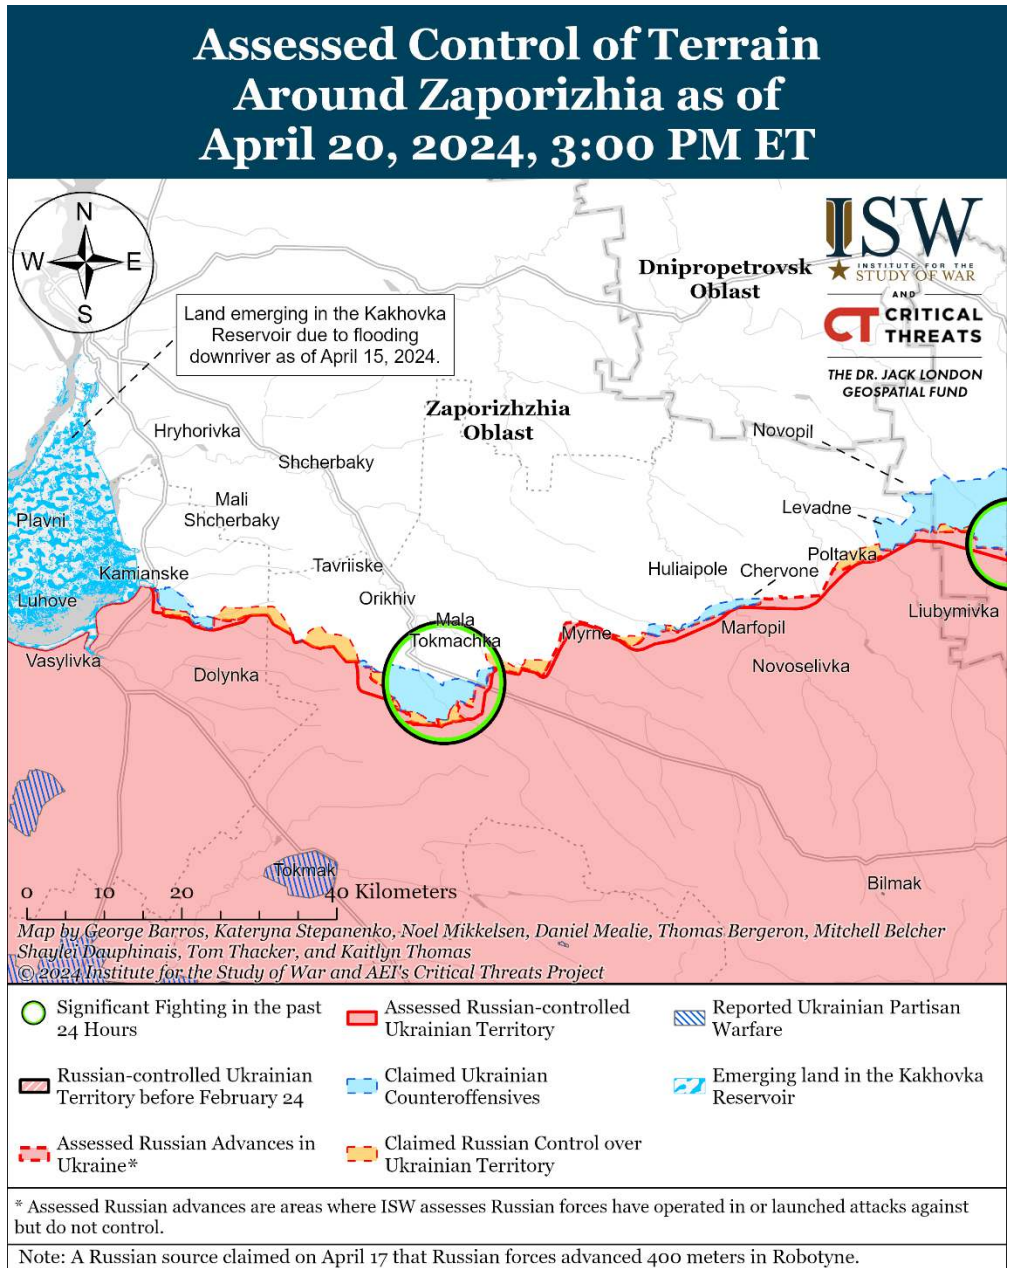 Assessed Control of Terrain
Around Zaporizhia as of
April 20, 2024, 3:00 PM ET
N
W
E
S
ISW
INSTITUTE FOR THE
STUDY OF WAR
AND
CT CRITICAL
THREATS
THE DR. JACK LONDON
GEOSPATIAL FUND
Dnipropetrovsk
Oblast
Land emerging in the Kakhovka
Reservoir due to flooding
downriver as of April 15, 2024.
Zaporizhzhia
Oblast
Hryhorivka
Novopil
Shcherbaky
Mali
Shcherbaky
Levadne
Plavni
Poltavka
Tavriiske
Kamianske
Huliaipole
Chervone
Orikhiv
Luhove
Liubymivka
Mala
Tokmachka
Myrne
Marfopil
Vasylivka
Dolynka
Novoselivka
Tokmak
Bilmak
0 10 20 40 Kilometers
Map by George Barros, Kateryna Stepanenko, Noel Mikkelsen, Daniel Mealie, Thomas Bergeron, Mitchell Belcher
Shaylei Dauphinais, Tom Thacker, and Kaitlyn Thomas
© 2024 Institute for the Study of War and AEI's Critical Threats Project
Significant Fighting in the past
24 Hours
Russian-controlled Ukrainian
Territory before February 24
Assessed Russian Advances in
Ukraine*
Assessed Russian-controlled
Ukrainian Territory
Claimed Ukrainian
Counteroffensives
Claimed Russian Control over
Ukrainian Territory
Reported Ukrainian Partisan
Warfare
Emerging land in the Kakhovka
Reservoir
* Assessed Russian advances are areas where ISW assesses Russian forces have operated in or launched attacks against
but do not control.
Note: A Russian source claimed on April 17 that Russian forces advanced 400 meters in Robotyne.